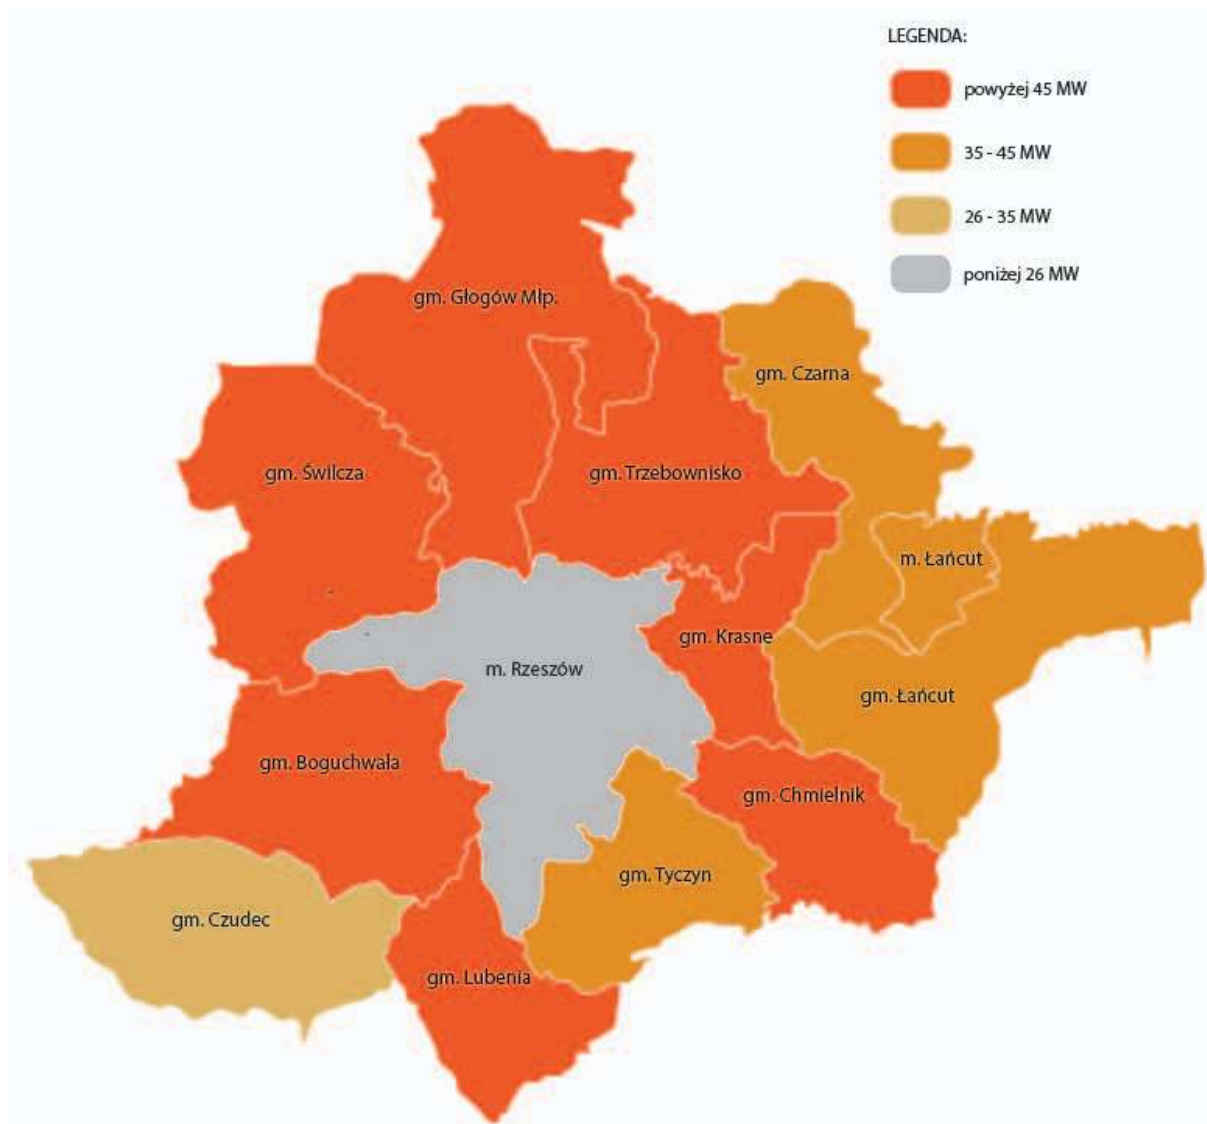 LEGENDA:
powyżej 45 MW
35 - 45 MW
26 - 35 MW
poniżej 26 MW
gm. Głogów Młp.
gm. Czarna
gm. Świlcza
gm. Trzebownisko
m. Łańcut
gm. Krasne
m. Rzeszów
gm. Łańcut
gm. Boguchwała
gm. Chmielnik
gm. Tyczyn
gm. Czudec
gm. Lubenia